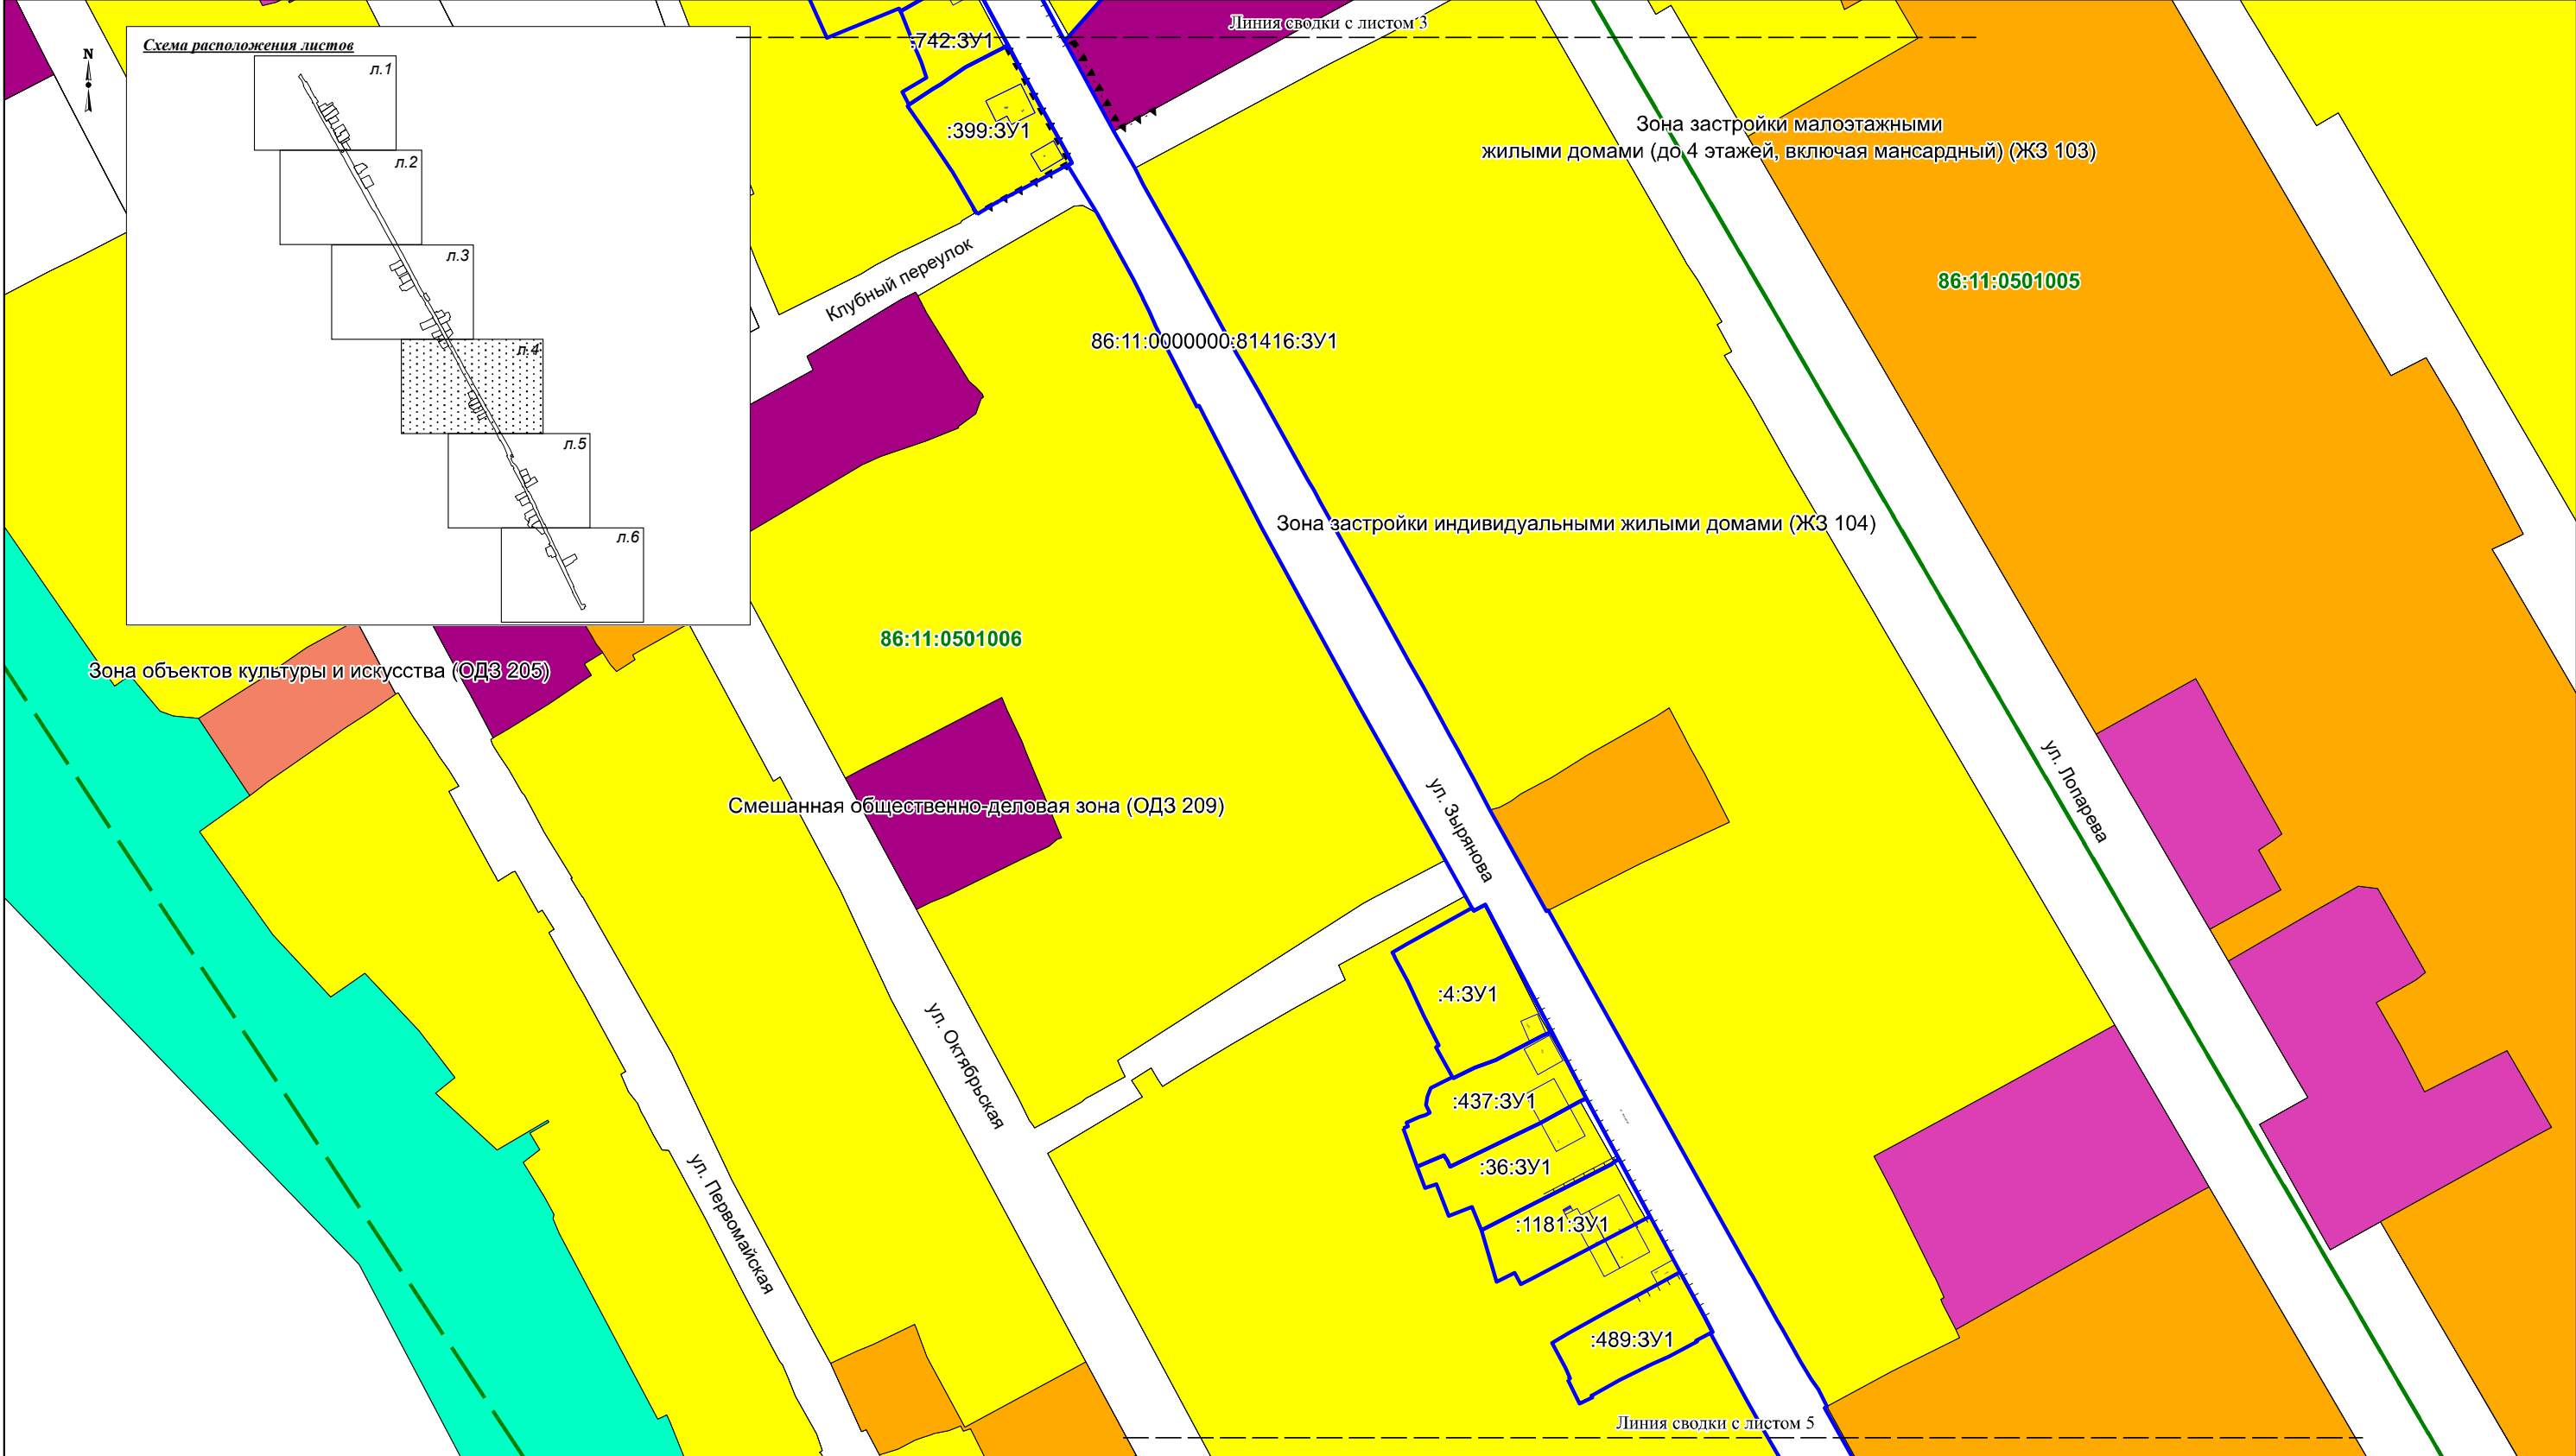 Линия сводки с листом 3
Схема расположения листов
N
л.1
л.2
л.3
л.4
л.5
л.6
:742:ЗУ1
:399:ЗУ1
Зона застройки малоэтажными
жилыми домами (до 4 этажей, включая мансардный) (ЖЗ 103)
Клубный переулок
86:11:0501005
86:11:0000000:81416:ЗУ1
Зона застройки индивидуальными жилыми домами (ЖЗ 104)
86:11:0501006
Зона объектов культуры и искусства (ОДЗ 205)
Смешанная общественно-деловая зона (ОДЗ 209)
ул. Зырянова
ул. Лопарева
ул. Октябрьская
ул. Первомайская
:4:ЗУ1
:437:ЗУ1
:36:ЗУ1
:1181:ЗУ1
:489:ЗУ1
Линия сводки с листом 5